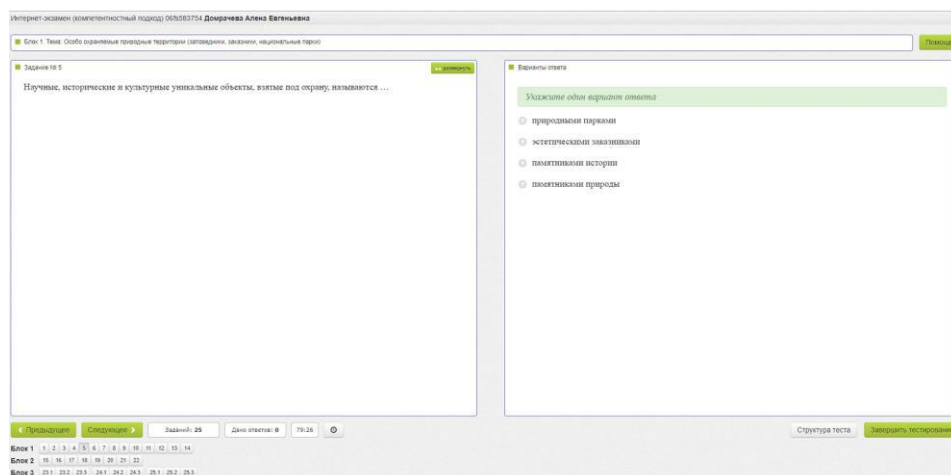 Интернет-экзамен (компетентностный подход) 06fs583754 Домрачева Алена Евгеньевна
Блок 1. Тема: Особо охраняемые природные территории (заповедники, заказники, национальные парки)
Помощь
Задание № 5
развернуть
Научные, исторические и культурные уникальные объекты, взятые под охрану, называются …
Варианты ответа
Укажите один вариант ответа
природными парками
эстетическими заказниками
памятниками истории
памятниками природы
Предыдущее
Следующее
Заданий: 25
Дано ответов: 0
79:26
Структура теста
Завершить тестирование
Блок 1 1 2 3 4 5 6 7 8 9 10 11 12 13 14
Блок 2 15 16 17 18 19 20 21 22
Блок 3 23.1 23.2 23.3 24.1 24.2 24.3 25.1 25.2 25.3